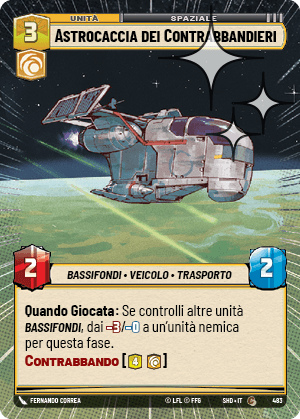 UNITÀ SPAZIALE
3 ASTROCACCIA DEI CONTRABBANDIERI
2 2
BASSIFONDI • VEICOLO • TRASPORTO
Quando Giocata: Se controlli altre unità
BASSIFONDI, dai -3/-0 a un'unità nemica
per questa fase.
CONTRABBANDO [4 ]
FERNANDO CORREA © LFL © FFG SHD • IT 483